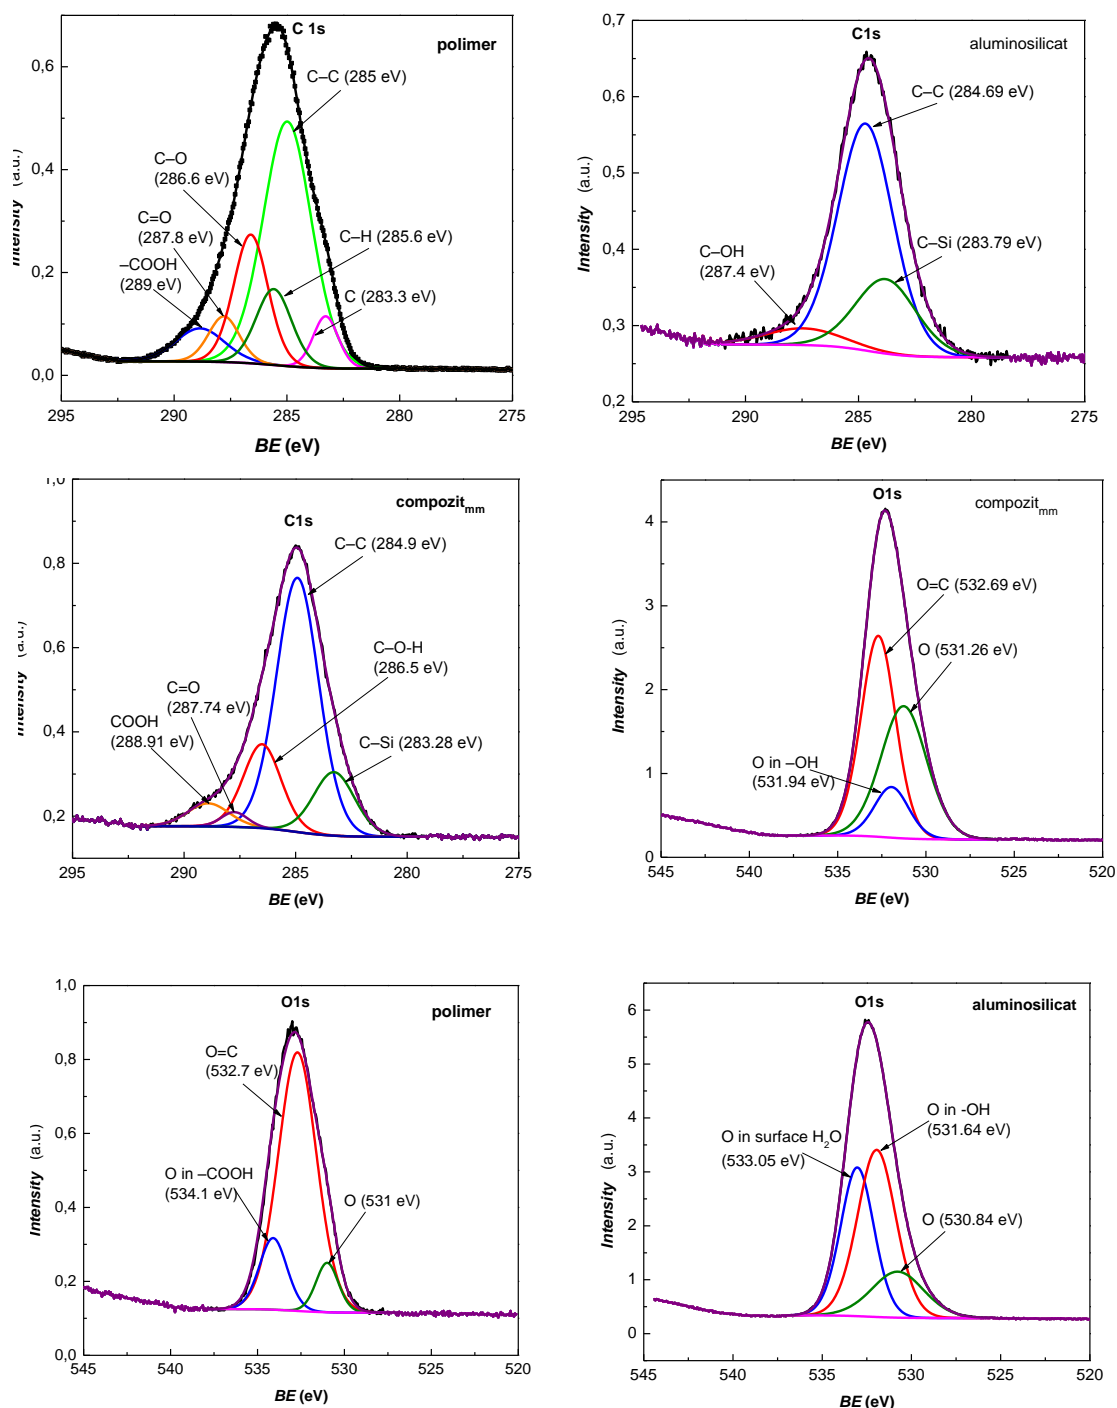 C 1s
polimer
C–C (285 eV)
C–O
(286.6 eV)
C=O
(287.8 eV)
–COOH
(289 eV)
C–H (285.6 eV)
C (283.3 eV)
0,6
0,4
0,2
0,0
Intensity (a.u.)
295 290 285 280 275
BE (eV)
C1s
aluminosilicat
C–C (284.69 eV)
C–Si (283.79 eV)
C–OH
(287.4 eV)
0,7
0,6
0,5
0,4
0,3
0,2
Intensity (a.u.)
295 290 285 280 275
BE (eV)
compozitmm
C1s
C–C (284.9 eV)
C–O-H
(286.5 eV)
C=O
(287.74 eV)
COOH
(288.91 eV)
C–Si (283.28 eV)
1,0
0,8
0,6
0,4
0,2
Intensity (a.u.)
295 290 285 280 275
BE (eV)
O1s
compozitmm
O=C (532.69 eV)
O (531.26 eV)
O in –OH
(531.94 eV)
4
3
2
1
0
Intensity (a.u.)
545 540 535 530 525 520
BE (eV)
O1s
polimer
O=C
(532.7 eV)
O in –COOH
(534.1 eV)
O (531 eV)
1,0
0,8
0,6
0,4
0,2
0,0
Intensity (a.u.)
545 540 535 530 525 520
BE (eV)
O1s
aluminosilicat
O in -OH
(531.64 eV)
O in surface H2O
(533.05 eV)
O (530.84 eV)
6
5
4
3
2
1
0
Intensity (a.u.)
545 540 535 530 525 520
BE (eV)